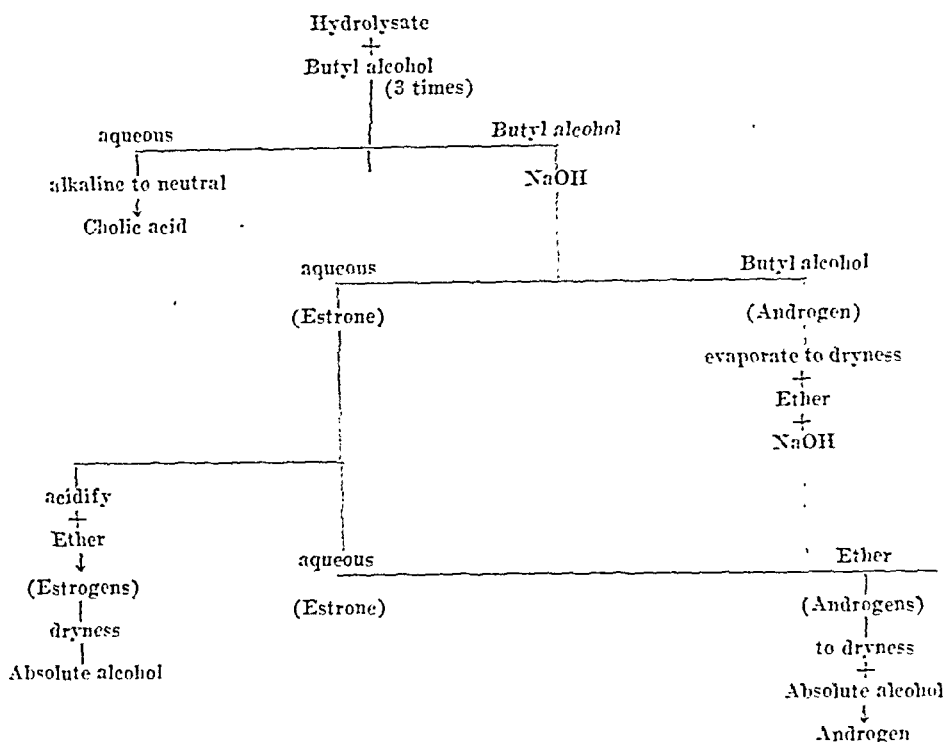 Hydrolysate
+
Butyl alcohol
(3 times)
aqueous
Butyl alcohol
alkaline to neutral
NaOH
Cholic acid
aqueous
Butyl alcohol
(Estrone)
(Androgen)
evaporate to dryness
+
Ether
+
NaOH
acidify
+
Ether
(Estrogens)
dryness
Absolute alcohol
aqueous
(Estrone)
Ether
(Androgens)
to dryness
+
Absolute alcohol
Androgen